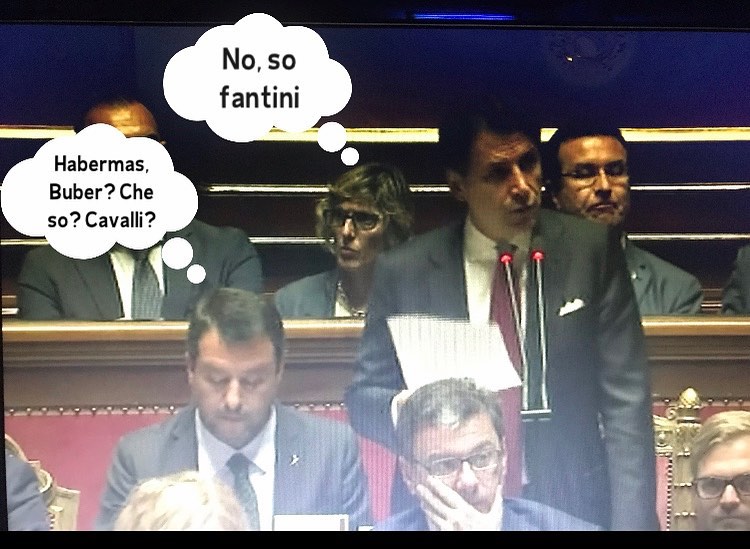 No, so
fantini
Habermas,
Buber? Che
so? Cavalli?